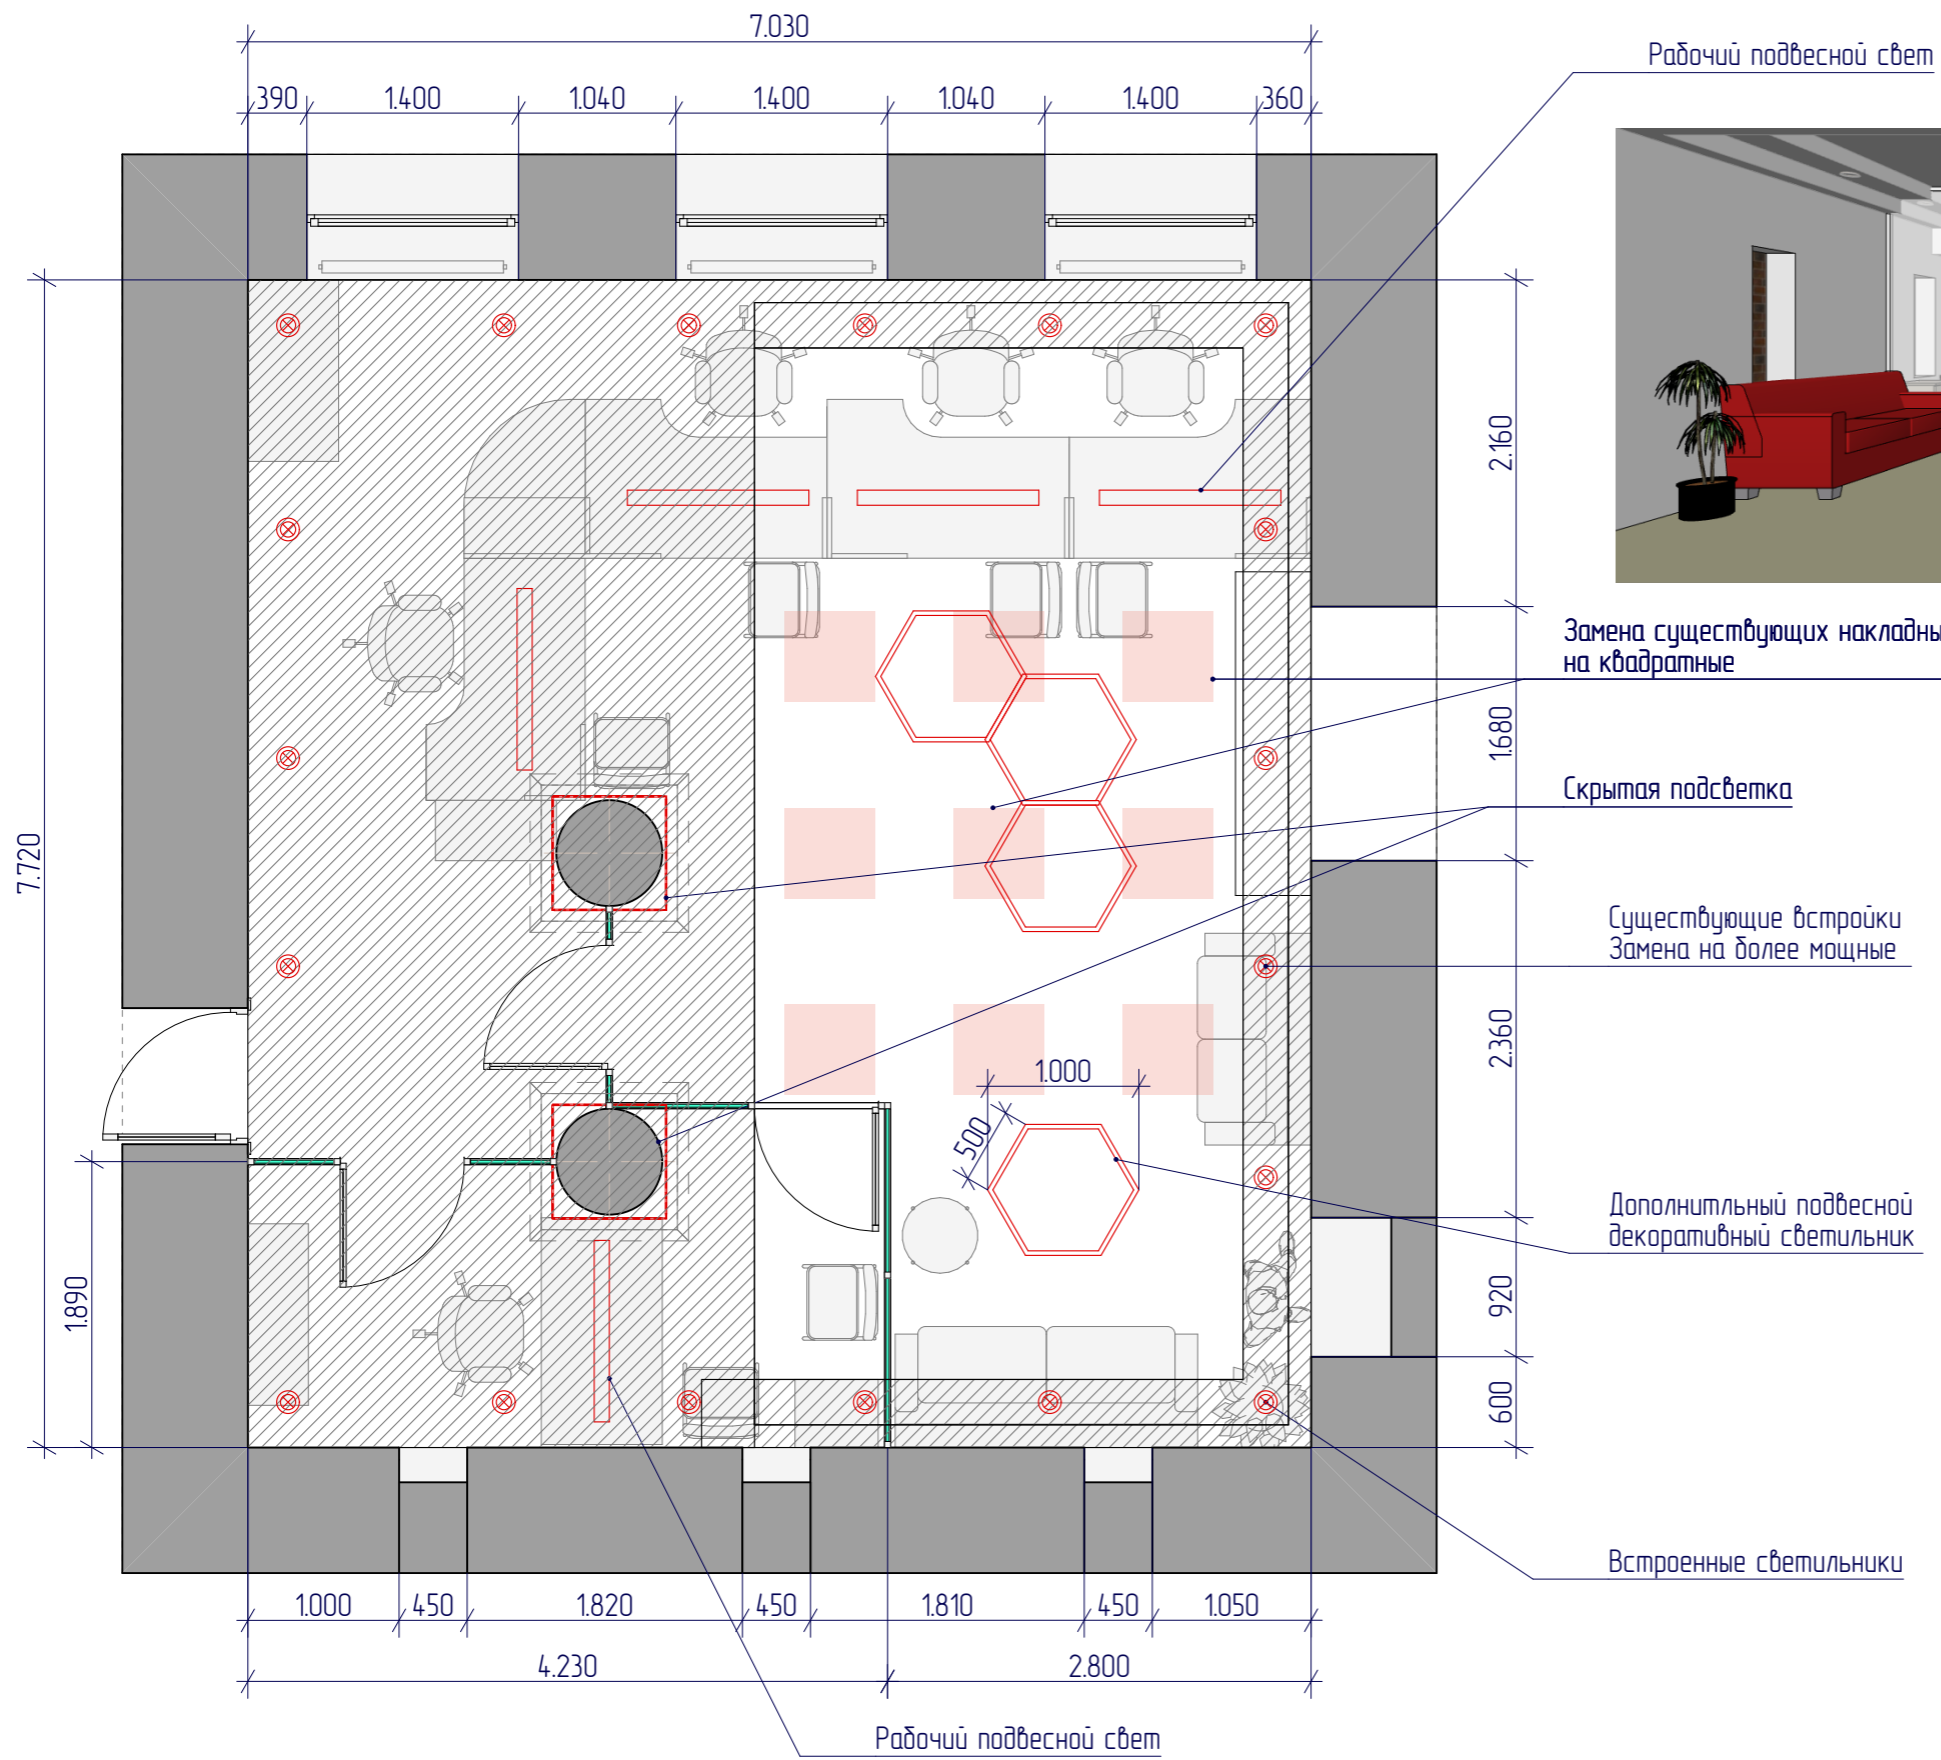 7.030
390 1.400 1.040 1.400 1.040 1.400 360
Рабочий подвесной свет
2.160
Замена существующих накладны
на квадратные
1.680
Скрытая подсветка
7.720
Существующие встройки
Замена на более мощные
2.360
1.000
500
Дополнитльный подвесной
декоративный светильник
1.890
920
600
Встроенные светильники
1.000 450 1.820 450 1.810 450 1.050
4.230 2.800
Рабочий подвесной свет